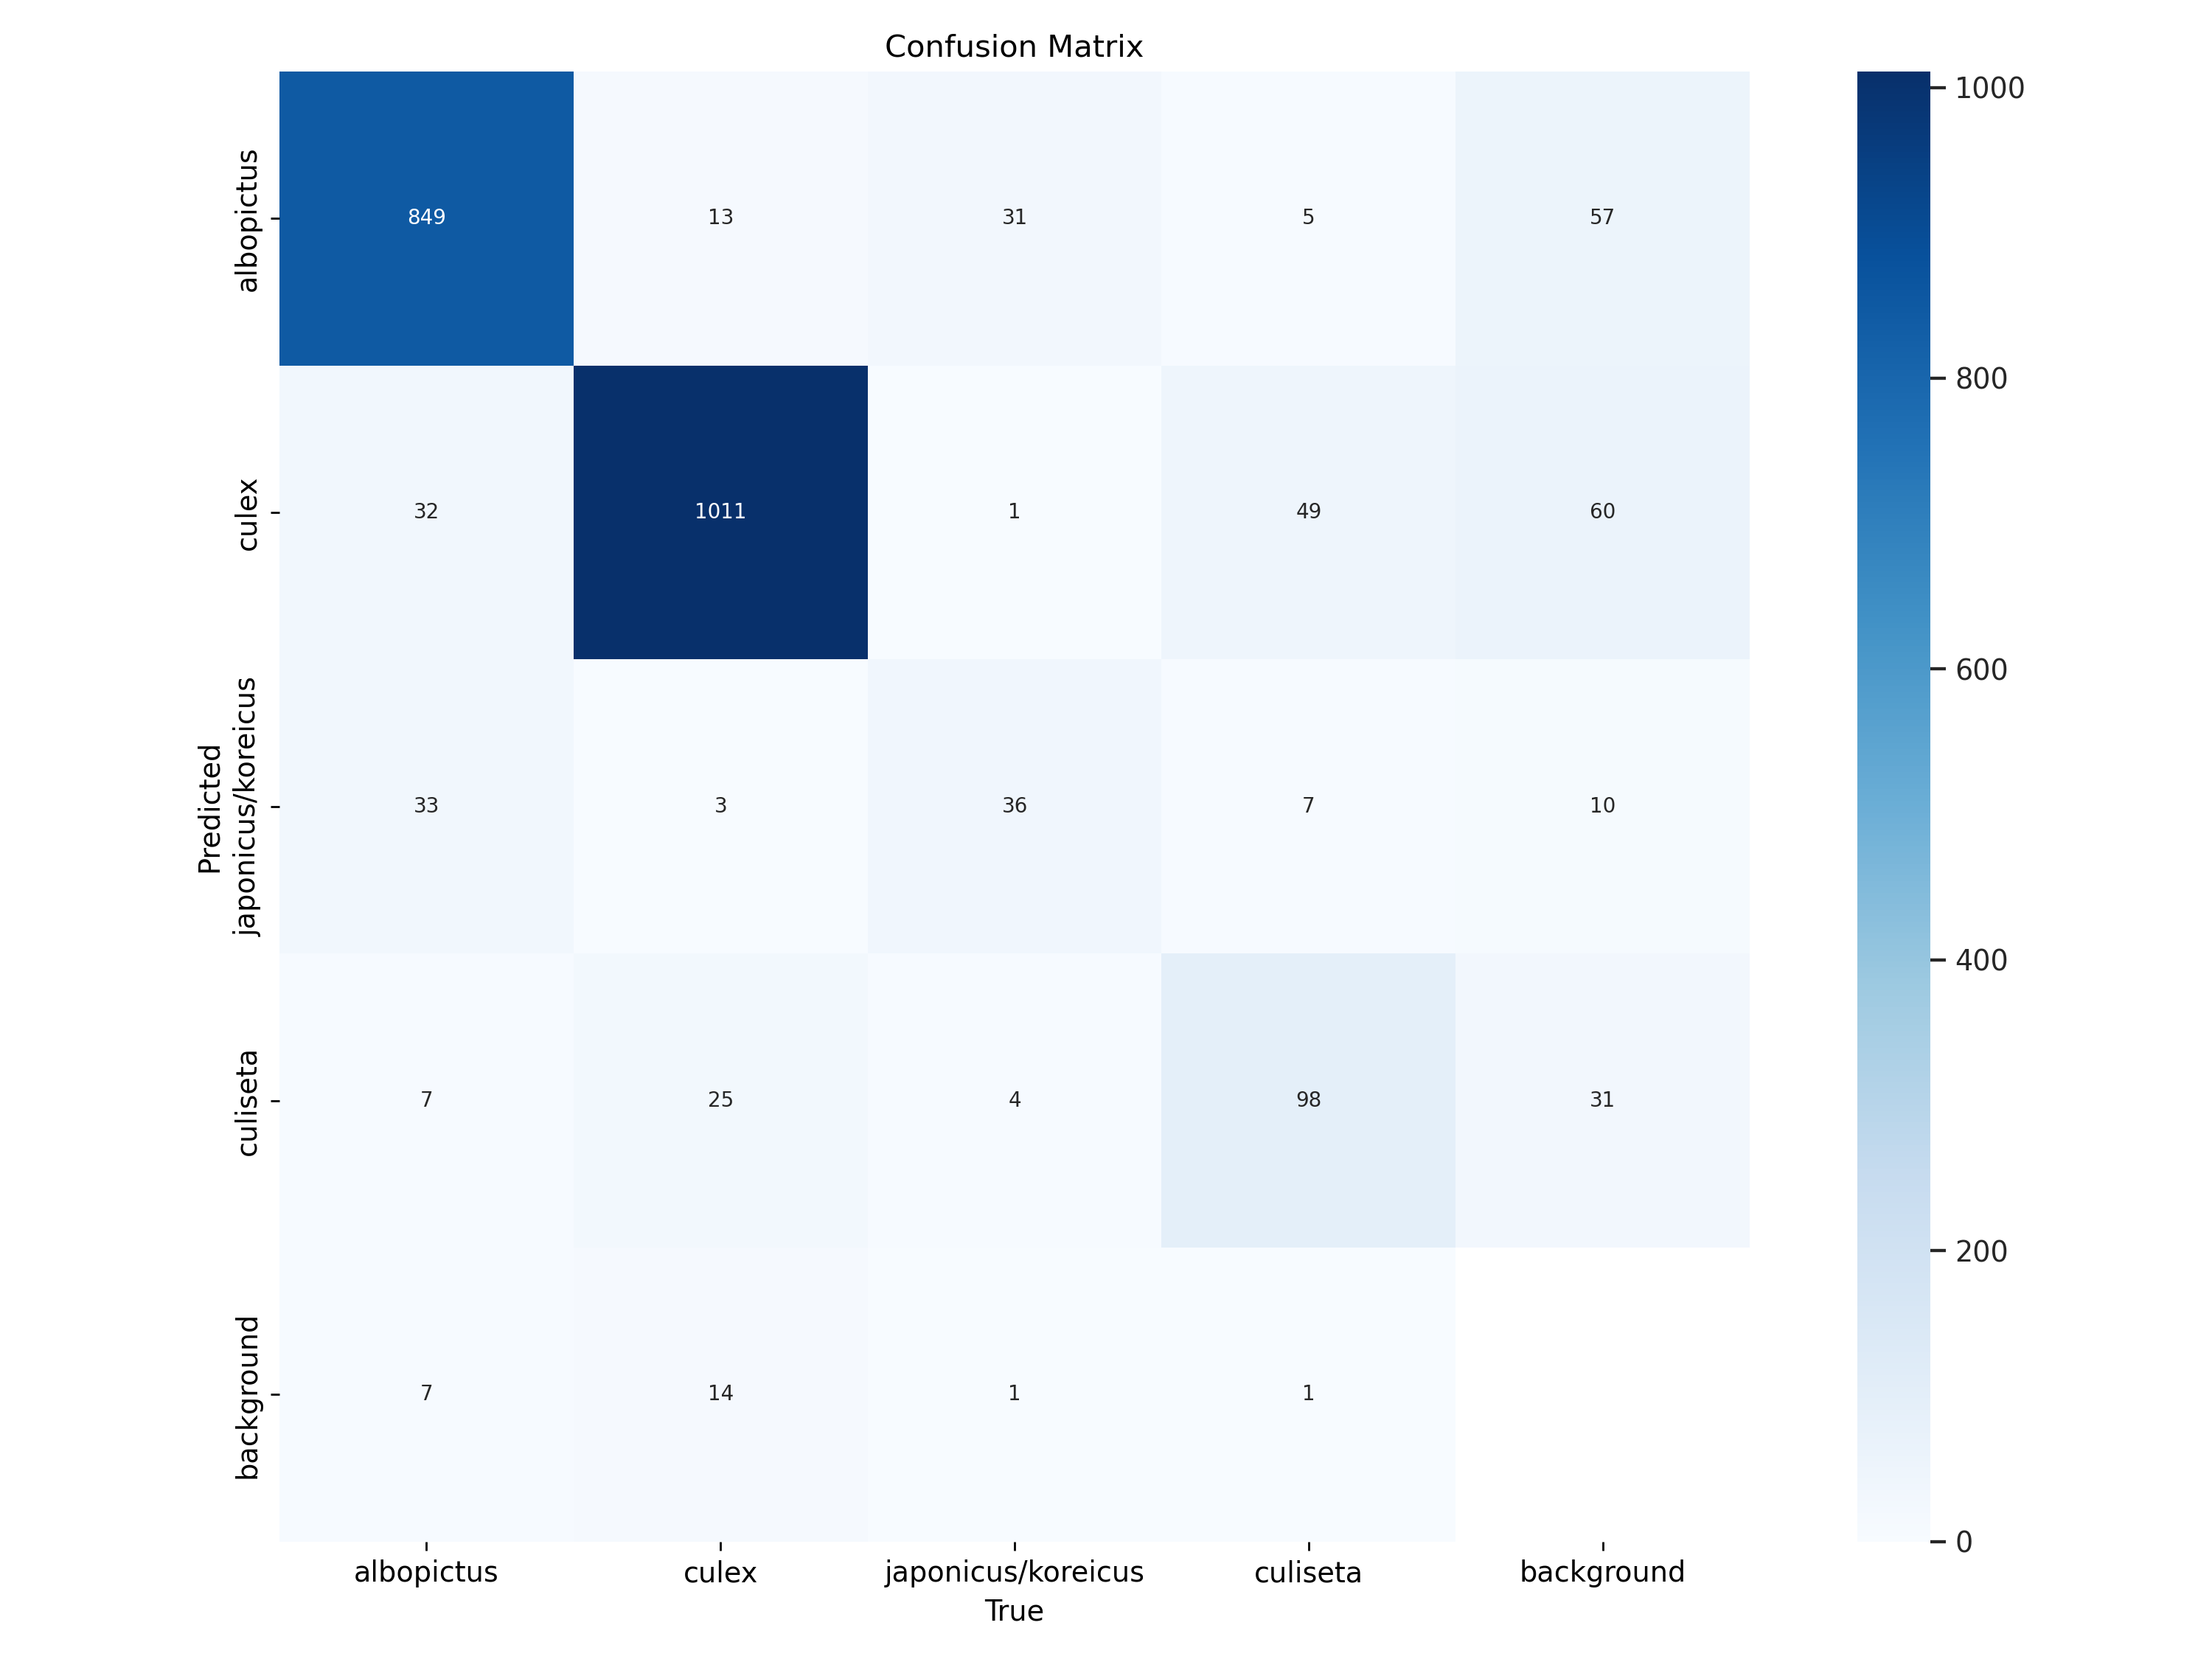 Confusion Matrix
albopictus
849 13 31 5 57
culex
32 1011 1 49 60
Predicted
japonicus/koreicus
33 3 36 7 10
culiseta
7 25 4 98 31
background
7 14 1 1
albopictus culex japonicus/koreicus culiseta background
True
1000
800
600
400
200
0